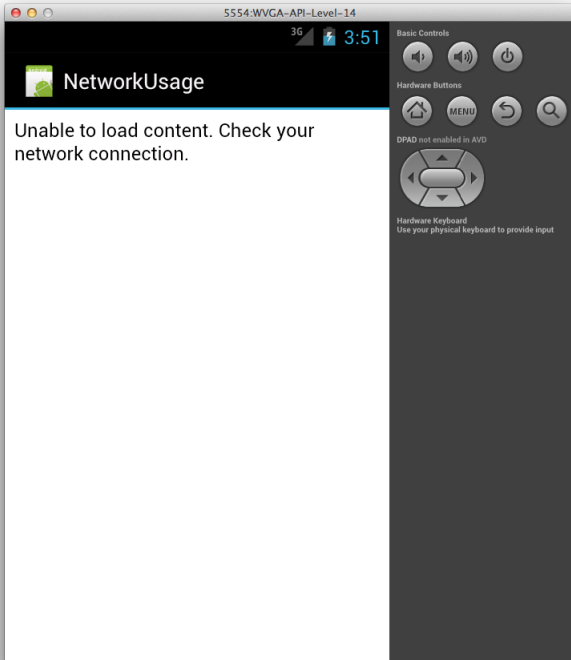 5554:WVGA-API-Level-14
3G 3:51
NetworkUsage
Unable to load content. Check your
network connection.
Basic Controls
Hardware Buttons
MENU
DPAD not enabled in AVD
Hardware Keyboard
Use your physical keyboard to provide input